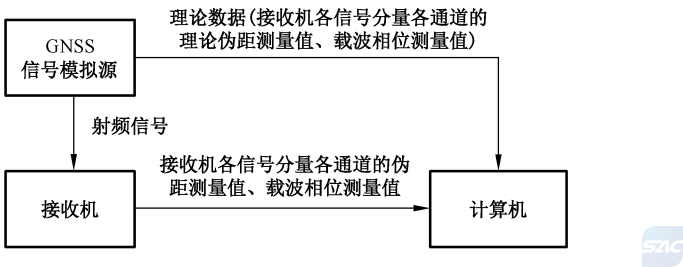 理论数据(接收机各信号分量各通道的
理论伪距测量值、载波相位测量值)
GNSS
信号模拟源
射频信号
接收机各信号分量各通道的伪
距测量值、载波相位测量值
接收机
计算机
SAC